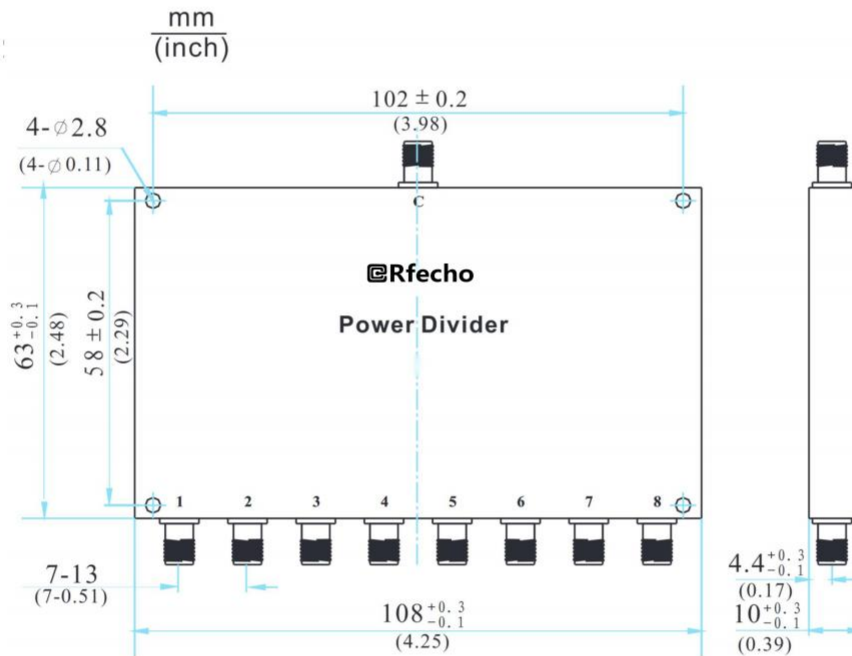 mm
(inch)
102 ± 0.2
(3.98)
4-∅2.8
(4-∅0.11)
C
Rfecho
Power Divider
63 +0.3 -0.1
(2.48)
58 ± 0.2
(2.29)
1 2 3 4 5 6 7 8
7-13
(7-0.51)
108 +0.3 -0.1
(4.25)
4.4 +0.3 -0.1
(0.17)
10 +0.3 -0.1
(0.39)